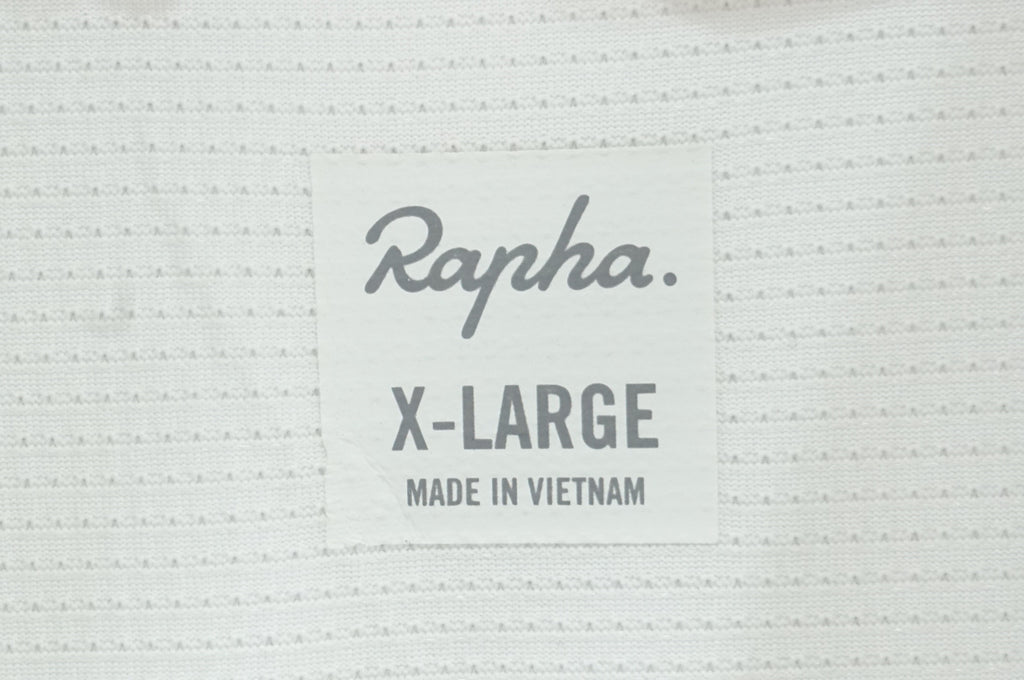 Rapha.
X-LARGE
MADE IN VIETNAM